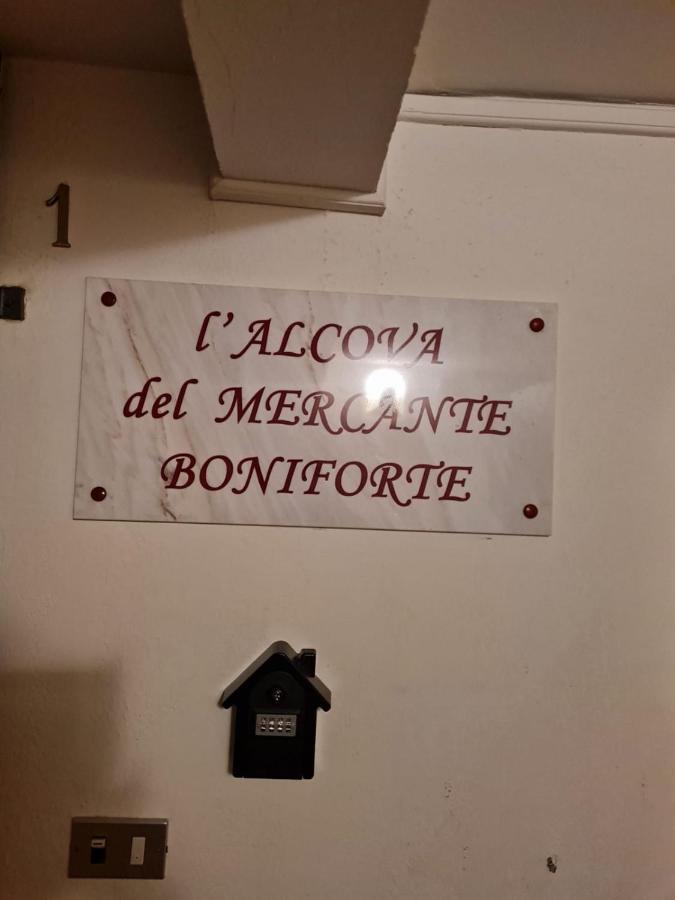 1
l'ALCOVA
del MERCANTE
BONIFORTE